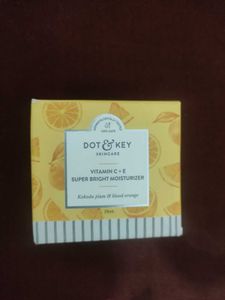 DOT & KEY
SKINCARE
VITAMIN C + E
SUPER BRIGHT MOISTURIZER
Kakadu plum & blood orange